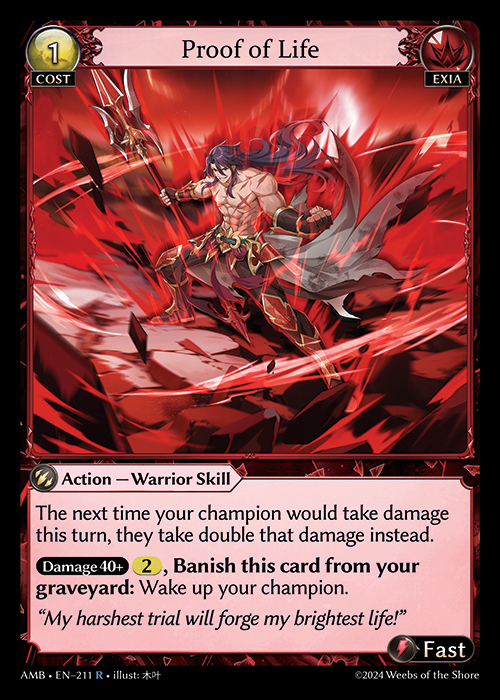 1
Proof of Life
COST
EXIA
Action — Warrior Skill
The next time your champion would take damage
this turn, they take double that damage instead.
Damage 40+ 2, Banish this card from your
graveyard: Wake up your champion.
“My harshest trial will forge my brightest life!”
Fast
AMB • EN–211 R • illust: 木叶
©2024 Weebs of the Shore